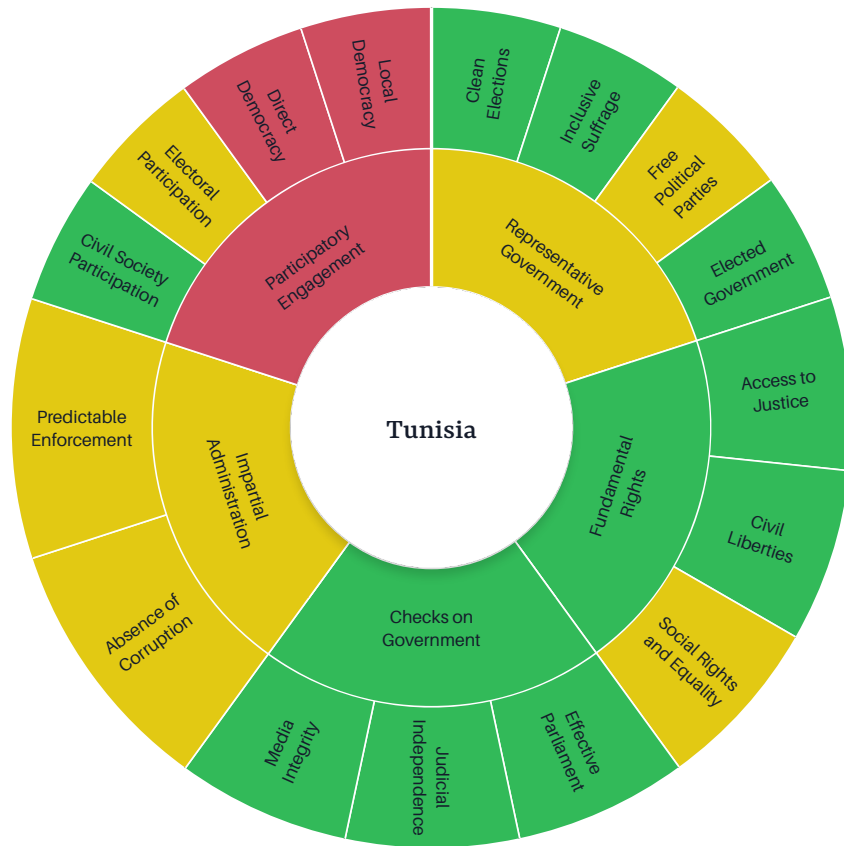 Tunisia
Representative
Government
Clean
Elections
Inclusive
Suffrage
Free
Political
Parties
Elected
Government
Fundamental
Rights
Access to
Justice
Civil
Liberties
Social Rights
and Equality
Checks on
Government
Effective
Parliament
Judicial
Independence
Media
Integrity
Impartial
Administration
Absence of
Corruption
Predictable
Enforcement
Participatory
Engagement
Civil Society
Participation
Electoral
Participation
Direct
Democracy
Local
Democracy